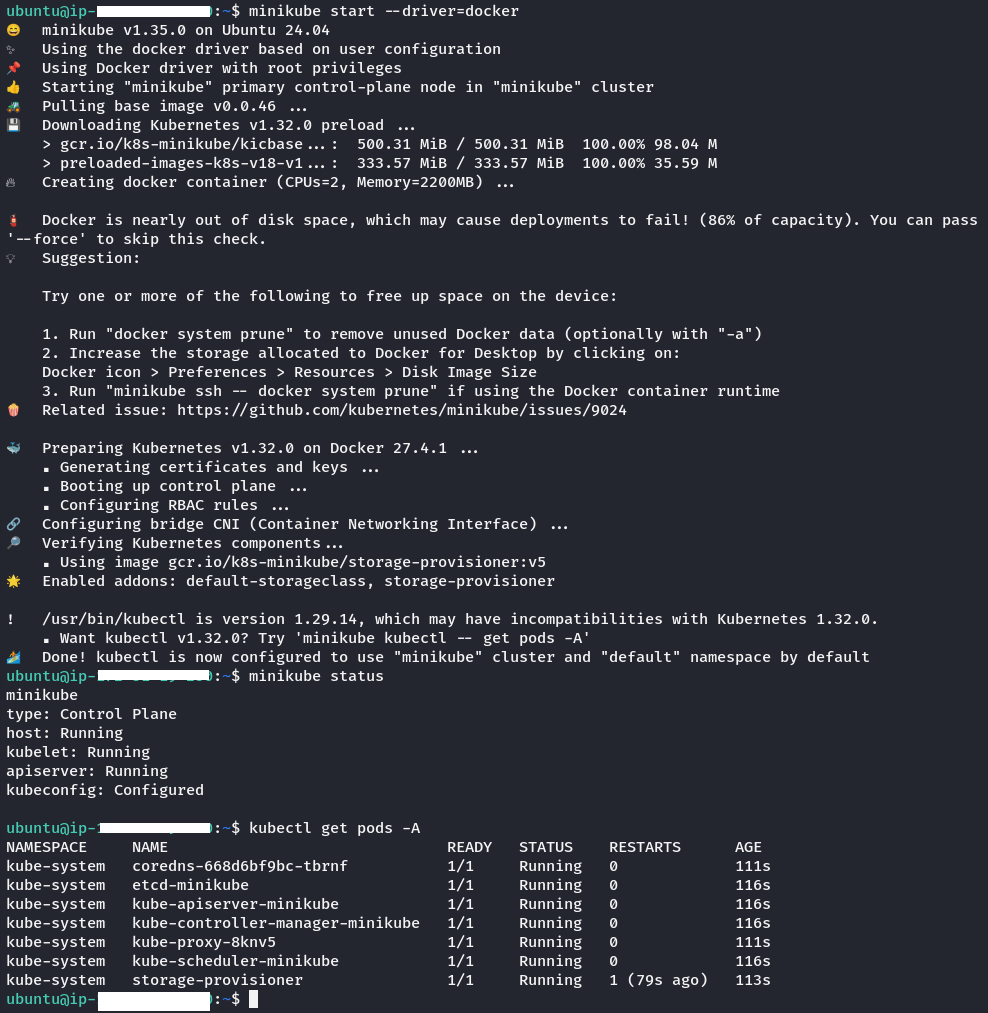 ubuntu@ip- :~$ minikube start --driver=docker
😄 minikube v1.35.0 on Ubuntu 24.04
✨ Using the docker driver based on user configuration
📌 Using Docker driver with root privileges
👍 Starting "minikube" primary control-plane node in "minikube" cluster
🚜 Pulling base image v0.0.46 ...
💾 Downloading Kubernetes v1.32.0 preload ...
> gcr.io/k8s-minikube/kicbase...: 500.31 MiB / 500.31 MiB 100.00% 98.04 M
> preloaded-images-k8s-v18-v1...: 333.57 MiB / 333.57 MiB 100.00% 35.59 M
🔥 Creating docker container (CPUs=2, Memory=2200MB) ...
🧯 Docker is nearly out of disk space, which may cause deployments to fail! (86% of capacity). You can pass
'--force' to skip this check.
💡 Suggestion:
Try one or more of the following to free up space on the device:
1. Run "docker system prune" to remove unused Docker data (optionally with "-a")
2. Increase the storage allocated to Docker for Desktop by clicking on:
Docker icon > Preferences > Resources > Disk Image Size
3. Run "minikube ssh -- docker system prune" if using the Docker container runtime
🍿 Related issue: https://github.com/kubernetes/minikube/issues/9024
🐳 Preparing Kubernetes v1.32.0 on Docker 27.4.1 ...
▪ Generating certificates and keys ...
▪ Booting up control plane ...
▪ Configuring RBAC rules ...
🔗 Configuring bridge CNI (Container Networking Interface) ...
🔎 Verifying Kubernetes components...
▪ Using image gcr.io/k8s-minikube/storage-provisioner:v5
🌟 Enabled addons: default-storageclass, storage-provisioner
! /usr/bin/kubectl is version 1.29.14, which may have incompatibilities with Kubernetes 1.32.0.
▪ Want kubectl v1.32.0? Try 'minikube kubectl -- get pods -A'
🏄 Done! kubectl is now configured to use "minikube" cluster and "default" namespace by default
ubuntu@ip- :~$ minikube status
minikube
type: Control Plane
host: Running
kubelet: Running
apiserver: Running
kubeconfig: Configured
ubuntu@ip- :~$ kubectl get pods -A
NAMESPACE NAME READY STATUS RESTARTS AGE
kube-system coredns-668d6bf9bc-tbrnf 1/1 Running 0 111s
kube-system etcd-minikube 1/1 Running 0 116s
kube-system kube-apiserver-minikube 1/1 Running 0 116s
kube-system kube-controller-manager-minikube 1/1 Running 0 116s
kube-system kube-proxy-8knv5 1/1 Running 0 111s
kube-system kube-scheduler-minikube 1/1 Running 0 116s
kube-system storage-provisioner 1/1 Running 1 (79s ago) 113s
ubuntu@ip- :~$